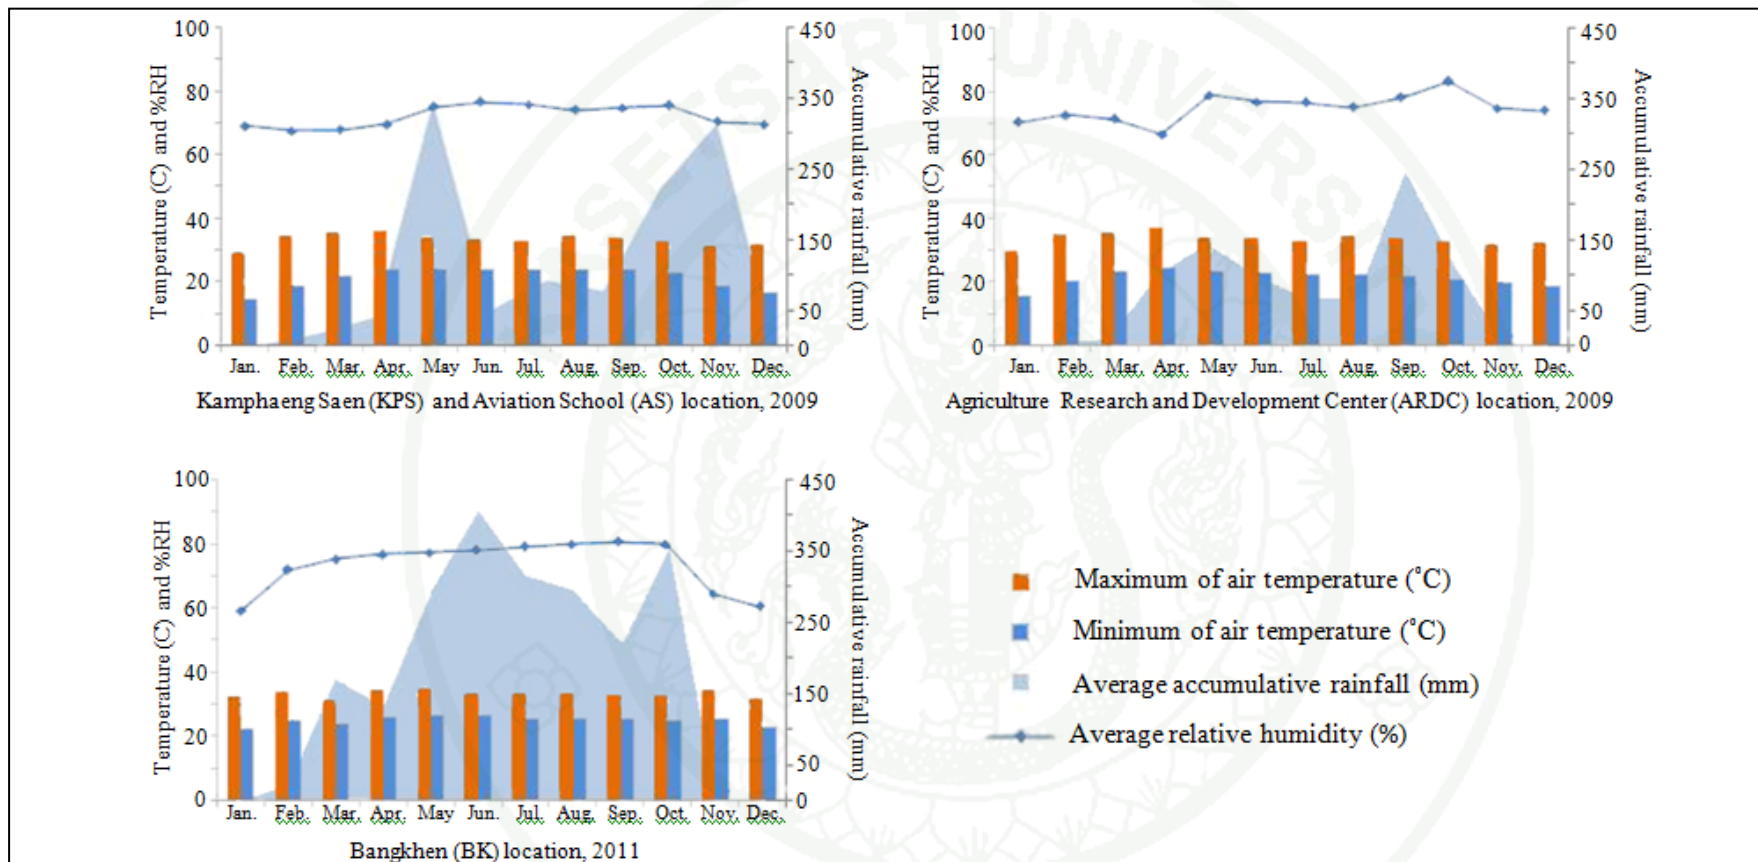 100
80
60
40
20
0
Temperature (C) and %RH
450
350
250
150
50
0
Accumulative rainfall (mm)
Jan. Feb. Mar. Apr. May Jun. Jul. Aug. Sep. Oct. Nov. Dec.
Kamphaeng Saen (KPS) and Aviation School (AS) location, 2009
100
80
60
40
20
0
Temperature (C) and %RH
450
350
250
150
50
0
Accumulative rainfall (mm)
Jan. Feb. Mar. Apr. May Jun. Jul. Aug. Sep. Oct. Nov. Dec.
Agriculture Research and Development Center (ARDC) location, 2009
100
80
60
40
20
0
Temperature (C) and %RH
450
350
250
150
50
0
Accumulative rainfall (mm)
Jan. Feb. Mar. Apr. May Jun. Jul. Aug. Sep. Oct. Nov. Dec.
Bangkhen (BK) location, 2011
Maximum of air temperature (°C)
Minimum of air temperature (°C)
Average accumulative rainfall (mm)
Average relative humidity (%)
UNIVERSI